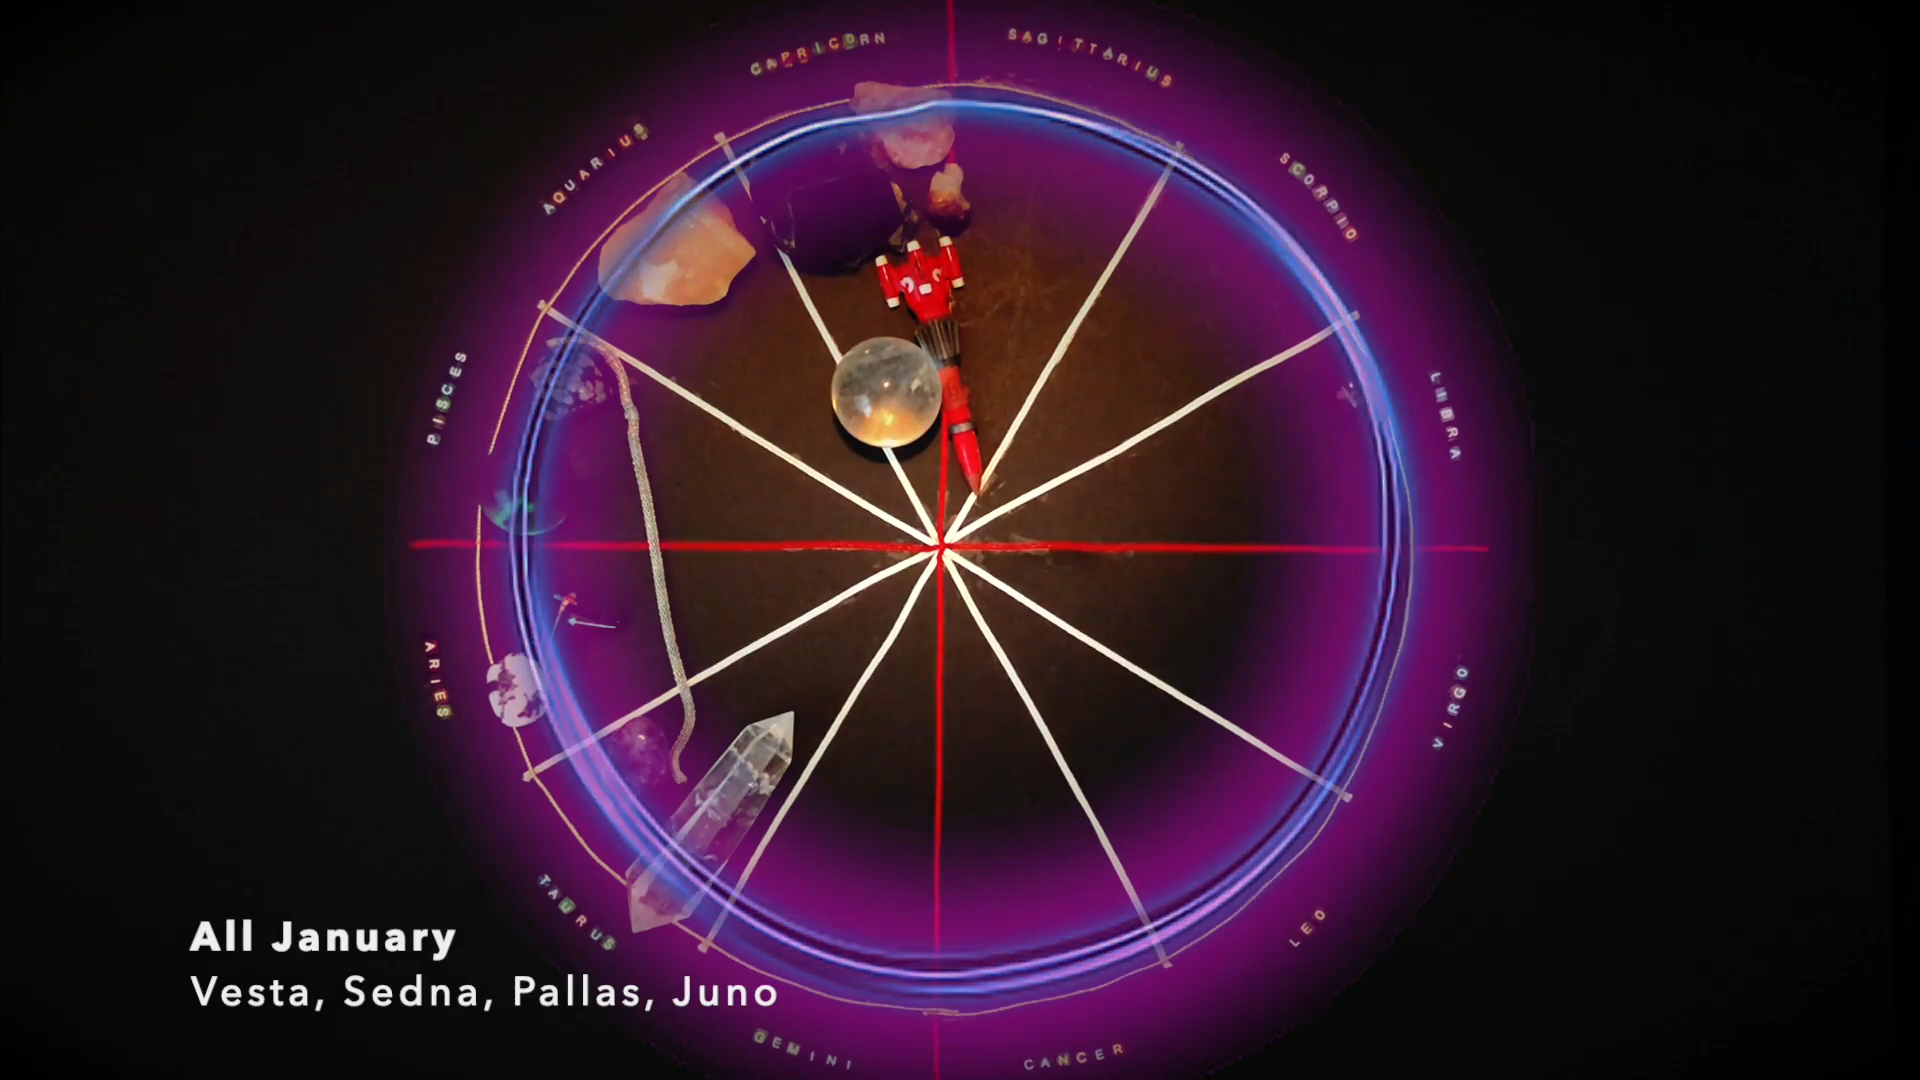 CAPRICORN
SAGITTARIUS
AQUARIUS
SCORPIO
PISCES
LIBRA
ARIES
VIRGO
TAURUS
LEO
All January
Vesta, Sedna, Pallas, Juno
GEMINI
CANCER